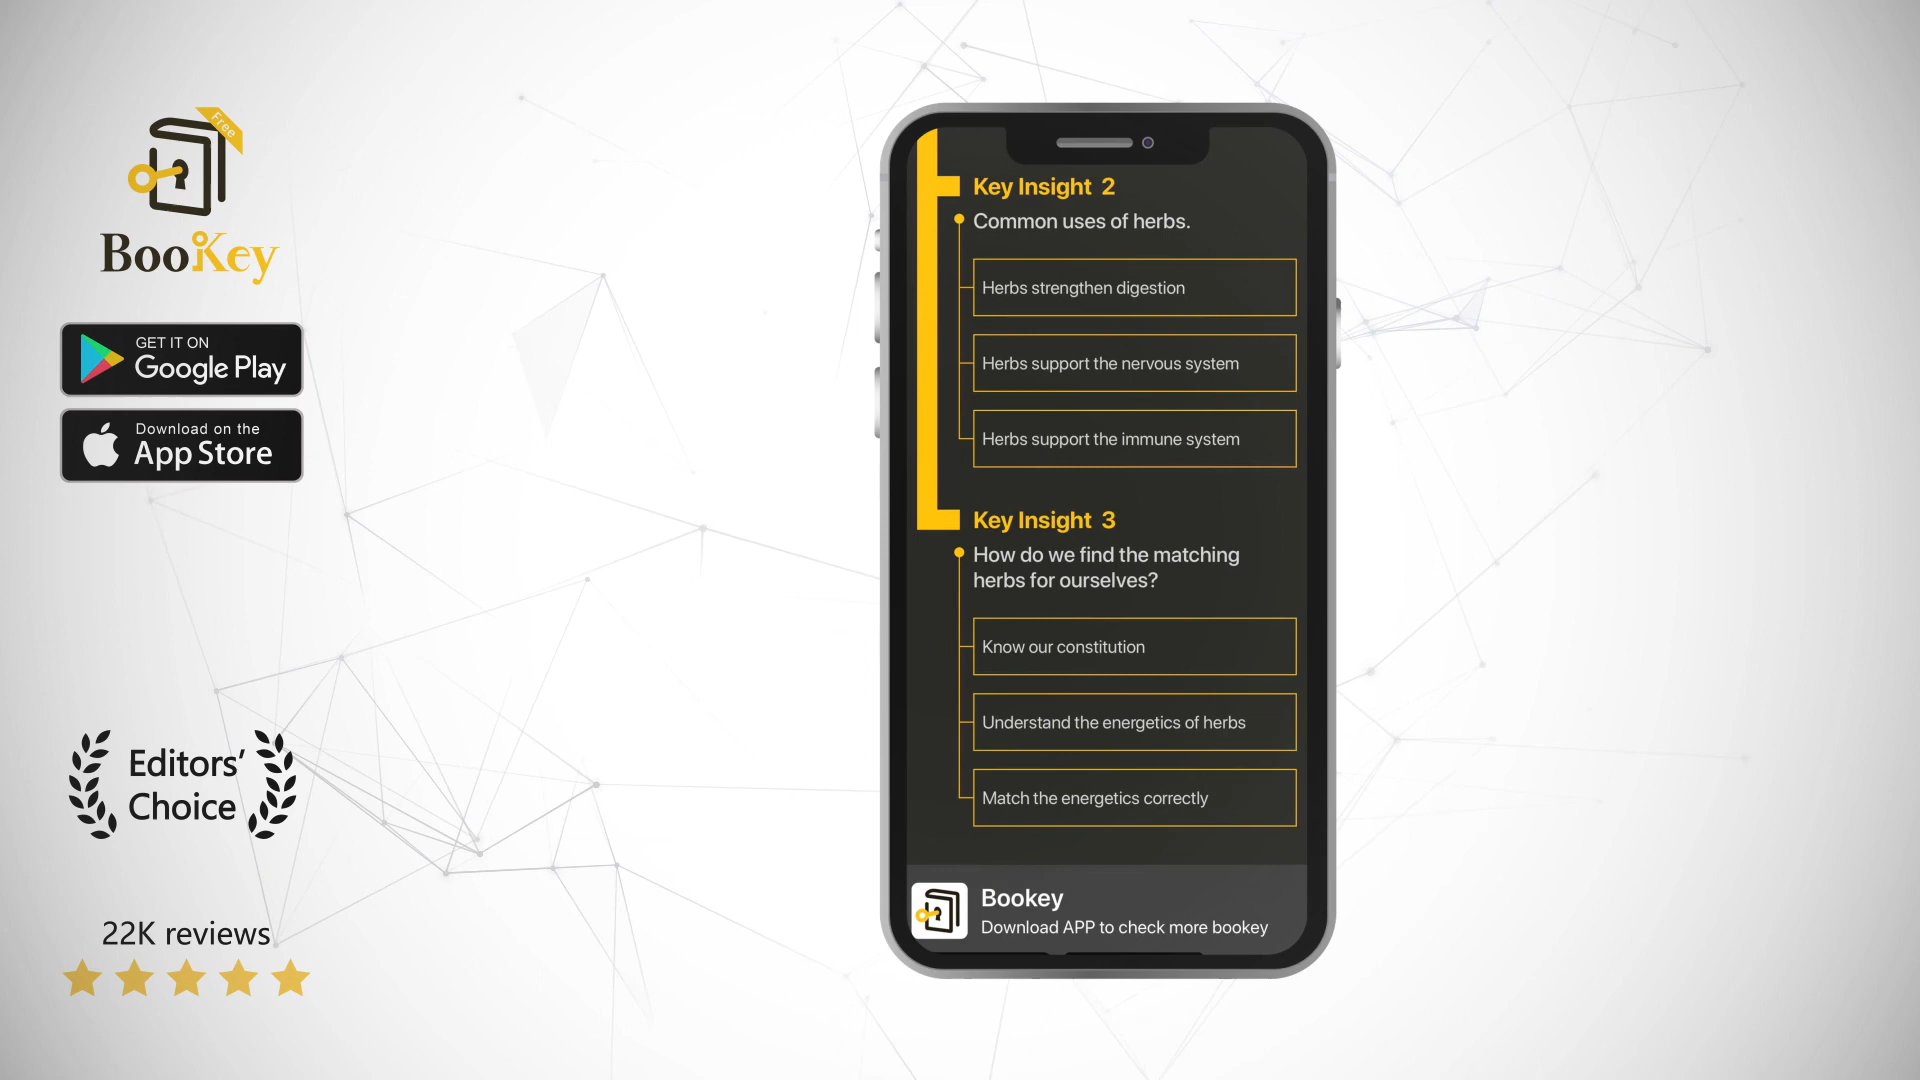 Free
BooKey
GET IT ON
Google Play
Download on the
App Store
Editors’
Choice
22K reviews
Key Insight 2
Common uses of herbs.
Herbs strengthen digestion
Herbs support the nervous system
Herbs support the immune system
Key Insight 3
How do we find the matching
herbs for ourselves?
Know our constitution
Understand the energetics of herbs
Match the energetics correctly
Bookey
Download APP to check more bookey